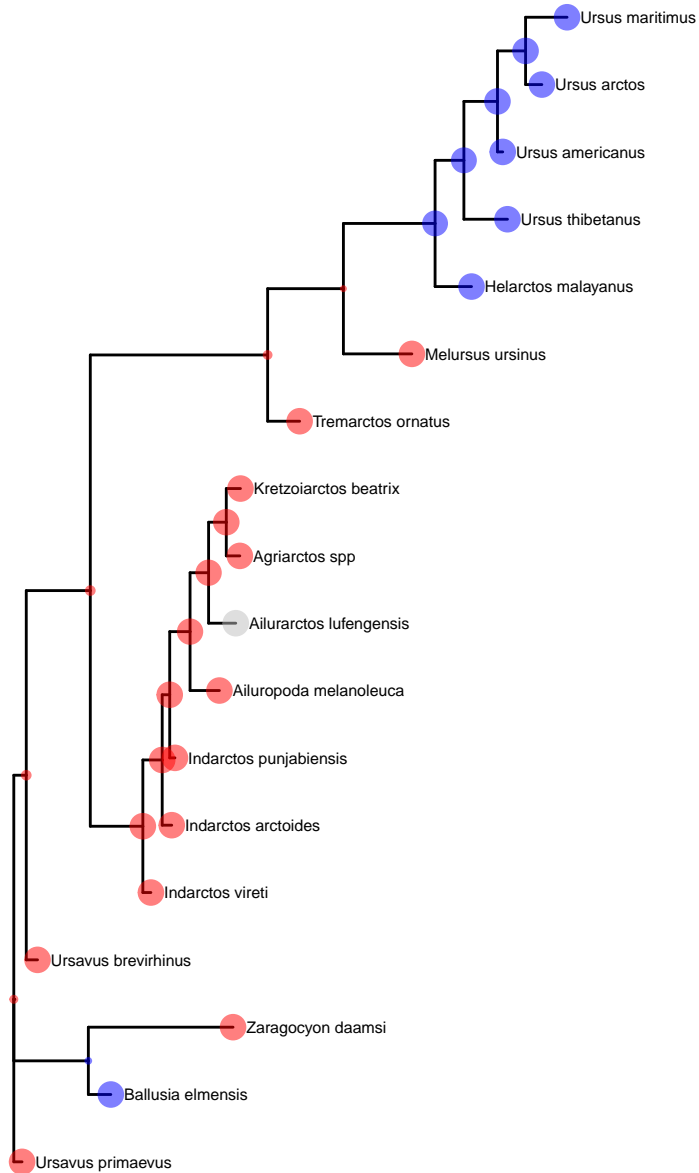 Ursus maritimus
Ursus arctos
Ursus americanus
Ursus thibetanus
Helarctos malayanus
Melursus ursinus
Tremarctos ornatus
Kretzoiarctos beatrix
Agriarctos spp
Ailurarctos lufengensis
Ailuropoda melanoleuca
Indarctos punjabiensis
Indarctos arctoides
Indarctos vireti
Ursavus brevirhinus
Zaragocyon daamsi
Ballusia elmensis
Ursavus primaevus